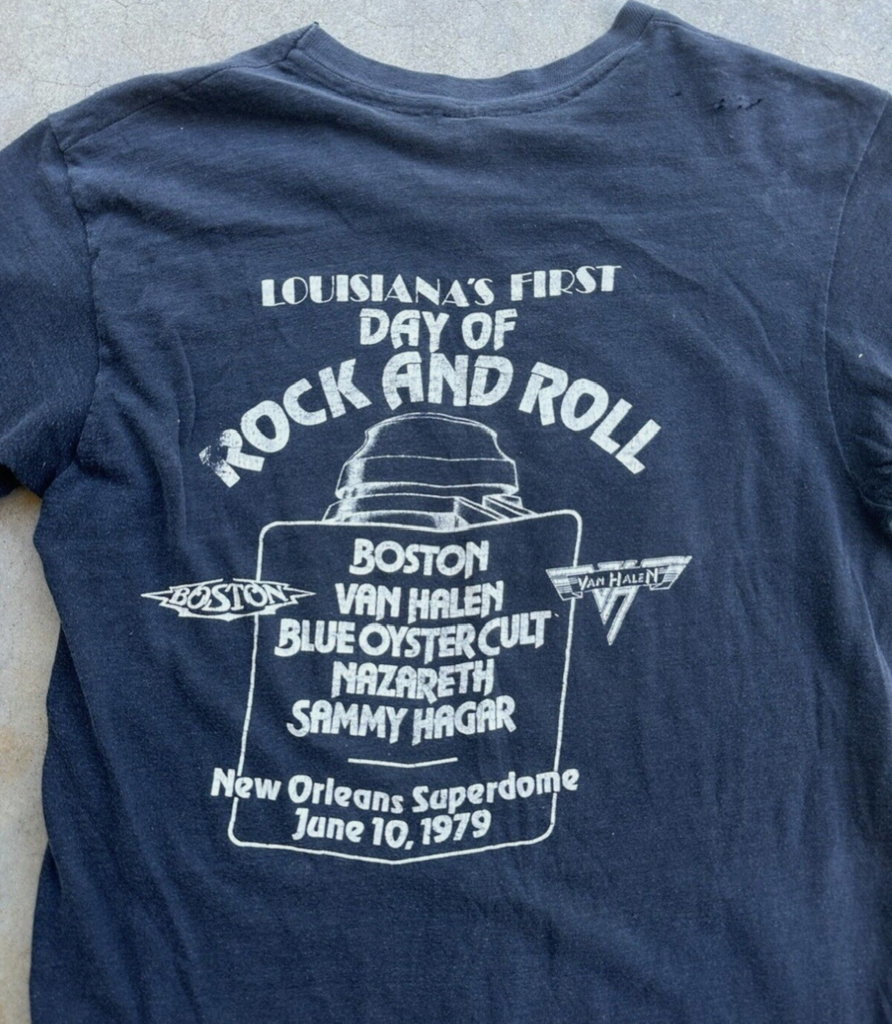 LOUISIANA'S FIRST
DAY OF
ROCK AND ROLL
BOSTON
VAN HALEN
BLUE OYSTER CULT
NAZARETH
SAMMY HAGAR
BOSTON
VAN HALEN
New Orleans Superdome
June 10, 1979